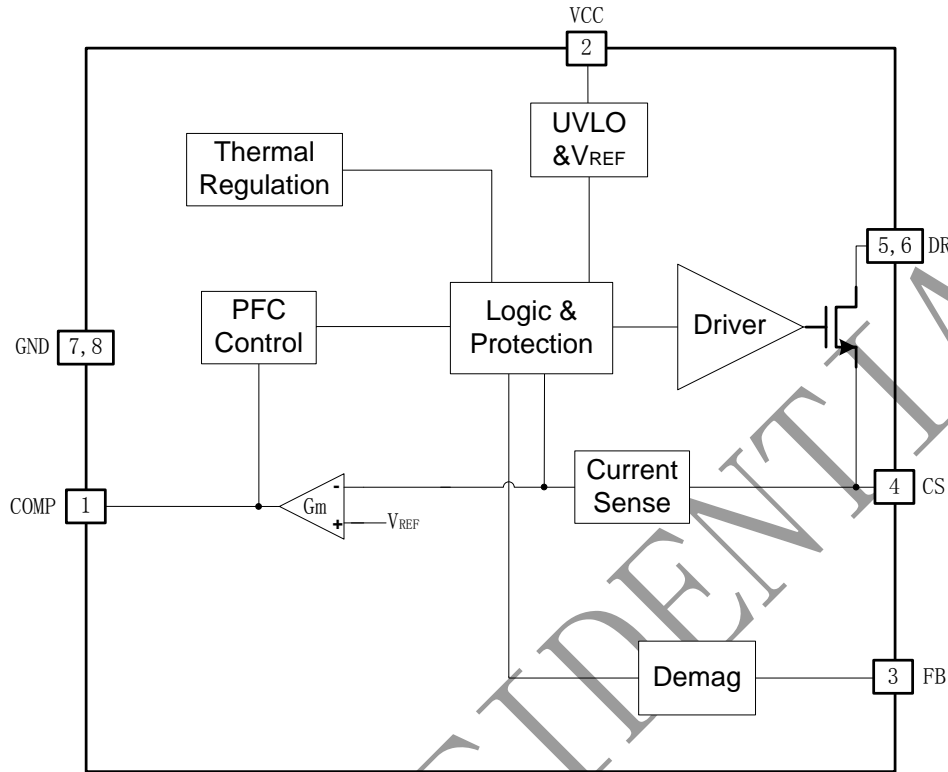 VCC
2
UVLO
&VREF
Thermal
Regulation
5,6 DR
PFC
Control
Logic &
Protection
Driver
GND 7,8
COMP 1
-
Gm
+
VREF
Current
Sense
4 CS
Demag
3 FB